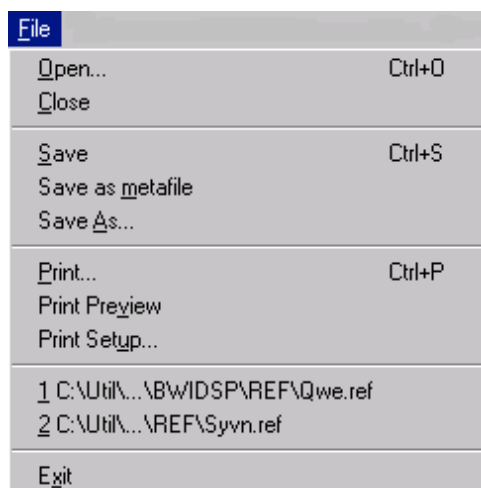 File
Open... Ctrl+O
Close
Save Ctrl+S
Save as metafile
Save As...
Print... Ctrl+P
Print Preview
Print Setup...
1 C:\Util\...\BWIDSP\REF\Qwe.ref
2 C:\Util\...\REF\Syvn.ref
Exit